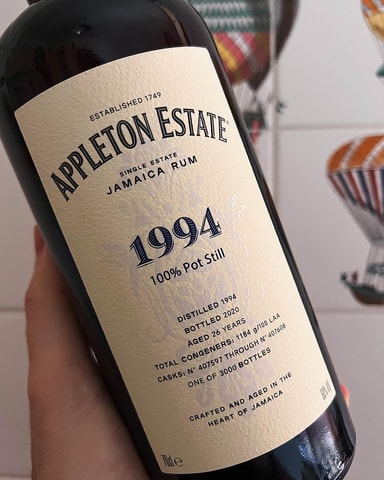 ESTABLISHED 1749
APPLETON ESTATE®
SINGLE ESTATE
JAMAICA RUM
1994
100% Pot Still
DISTILLED 1994
BOTTLED 2020
AGED 26 YEARS
TOTAL CONGENERS: 1184 g/100 LAA
CASKS: N° 407597 THROUGH N° 407608
ONE OF 3000 BOTTLES
CRAFTED AND AGED IN THE
HEART OF JAMAICA
70cl e